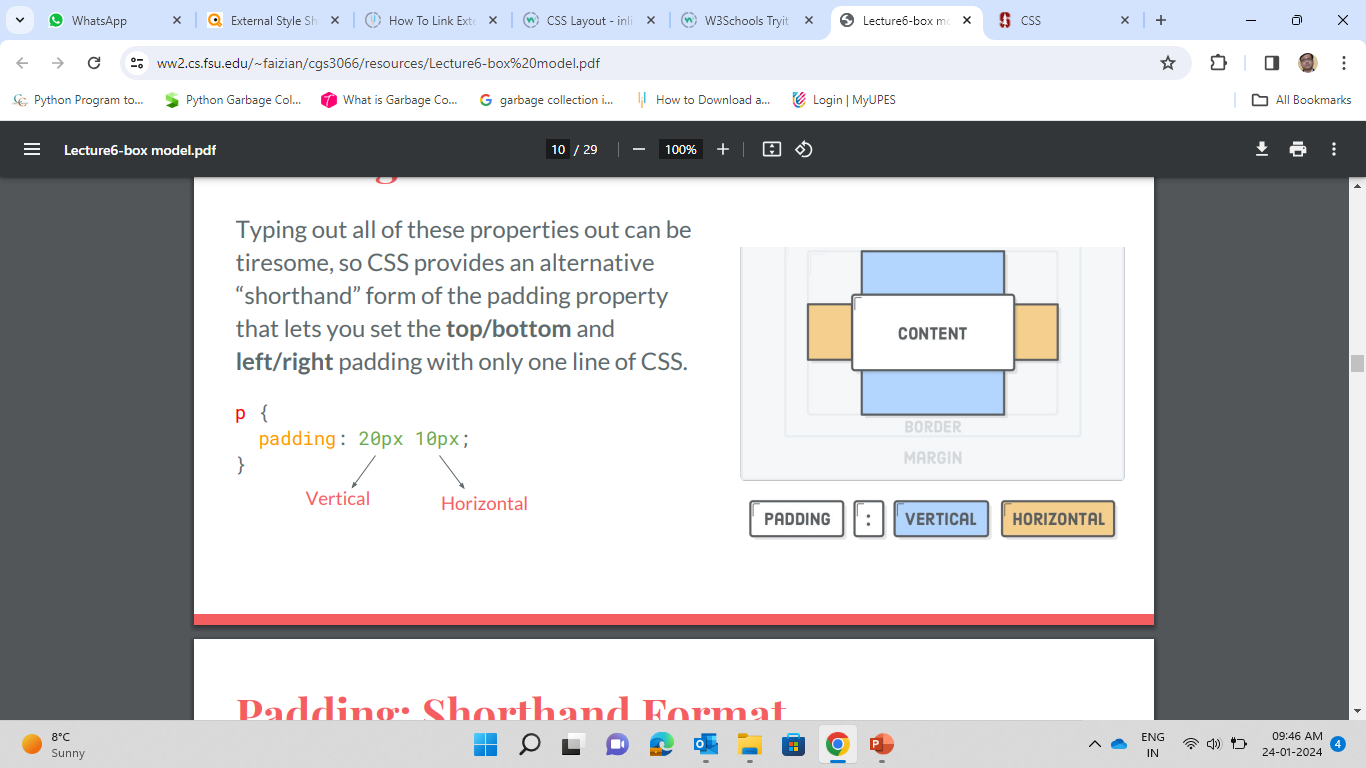 WhatsApp
External Style Sh
How To Link Exte
CSS Layout - inli
W3Schools Tryit
Lecture6-box mo
CSS
ww2.cs.fsu.edu/~faizian/cgs3066/resources/Lecture6-box%20model.pdf
Python Program to...
Python Garbage Col...
What is Garbage Co...
garbage collection i...
How to Download a...
Login | MyUPES
All Bookmarks
Lecture6-box model.pdf
10 / 29
100%
Typing out all of these properties out can be
tiresome, so CSS provides an alternative
“shorthand” form of the padding property
that lets you set the top/bottom and
left/right padding with only one line of CSS.
p {
padding: 20px 10px;
}
Vertical
Horizontal
CONTENT
BORDER
MARGIN
PADDING : VERTICAL HORIZONTAL
Padding: Shorthand Format
8°C
Sunny
ENG
IN
09:46 AM
24-01-2024
4